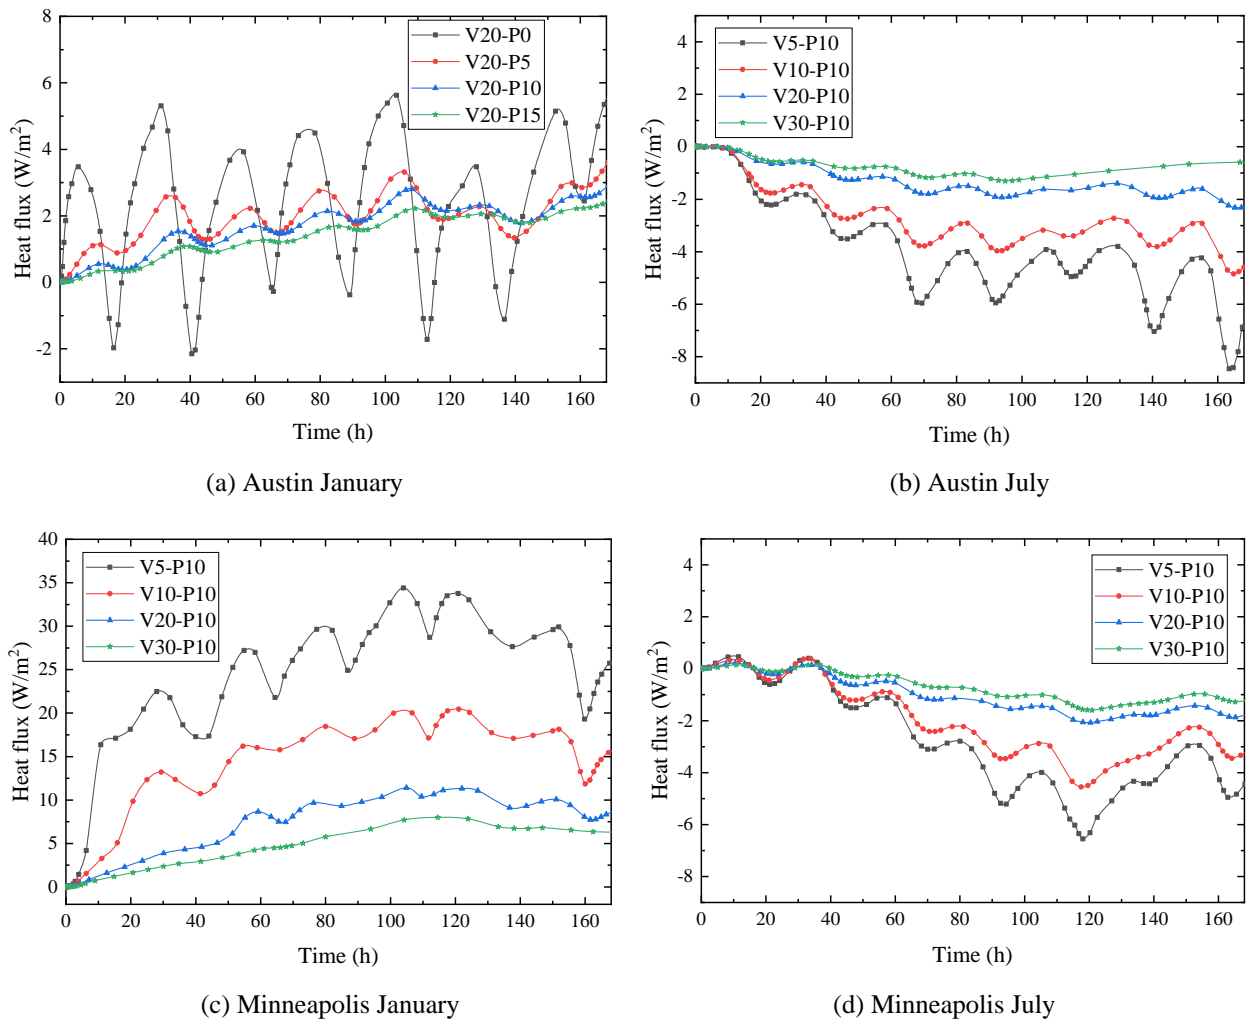 8
6
4
2
0
-2
Heat flux (W/m²)
V20-P0
V20-P5
V20-P10
V20-P15
0 20 40 60 80 100 120 140 160
Time (h)
(a) Austin January
4
2
0
-2
-4
-6
-8
Heat flux (W/m²)
V5-P10
V10-P10
V20-P10
V30-P10
0 20 40 60 80 100 120 140 160
Time (h)
(b) Austin July
40
35
30
25
20
15
10
5
0
Heat flux (W/m²)
V5-P10
V10-P10
V20-P10
V30-P10
0 20 40 60 80 100 120 140 160
Time (h)
(c) Minneapolis January
4
2
0
-2
-4
-6
-8
Heat flux (W/m²)
V5-P10
V10-P10
V20-P10
V30-P10
0 20 40 60 80 100 120 140 160
Time (h)
(d) Minneapolis July